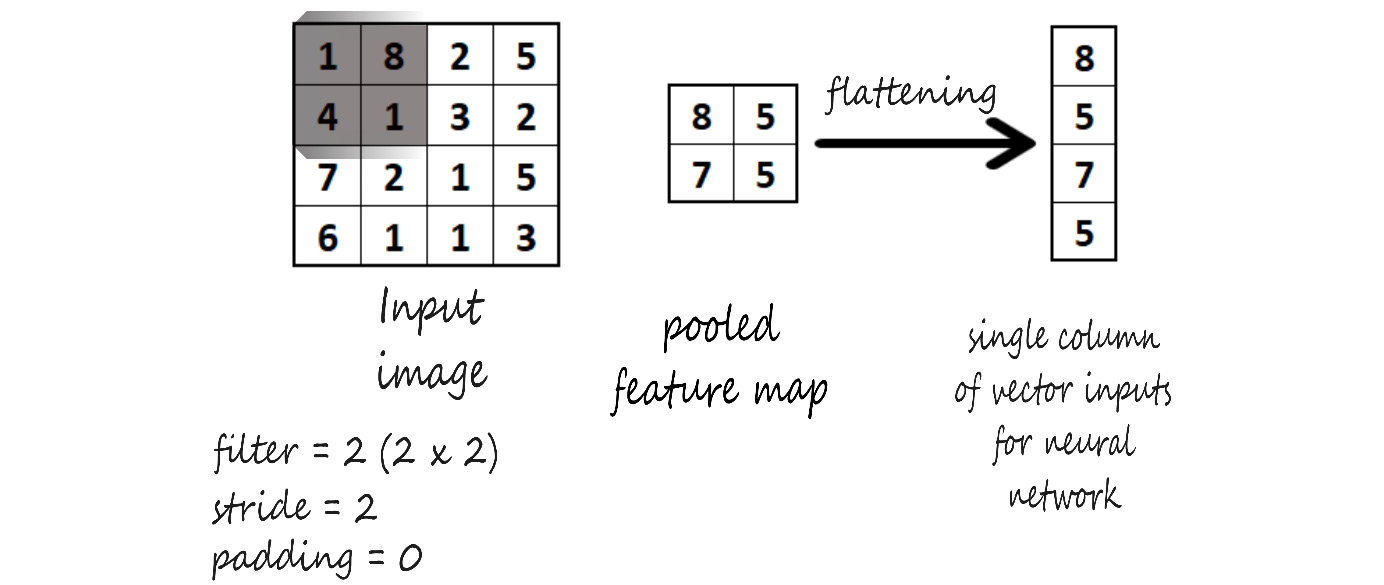 1 8 2 5
4 1 3 2
7 2 1 5
6 1 1 3
Input
image
filter = 2 (2 x 2)
stride = 2
padding = 0
8 5
7 5
pooled
feature map
flattening
8
5
7
5
single column
of vector inputs
for neural
network